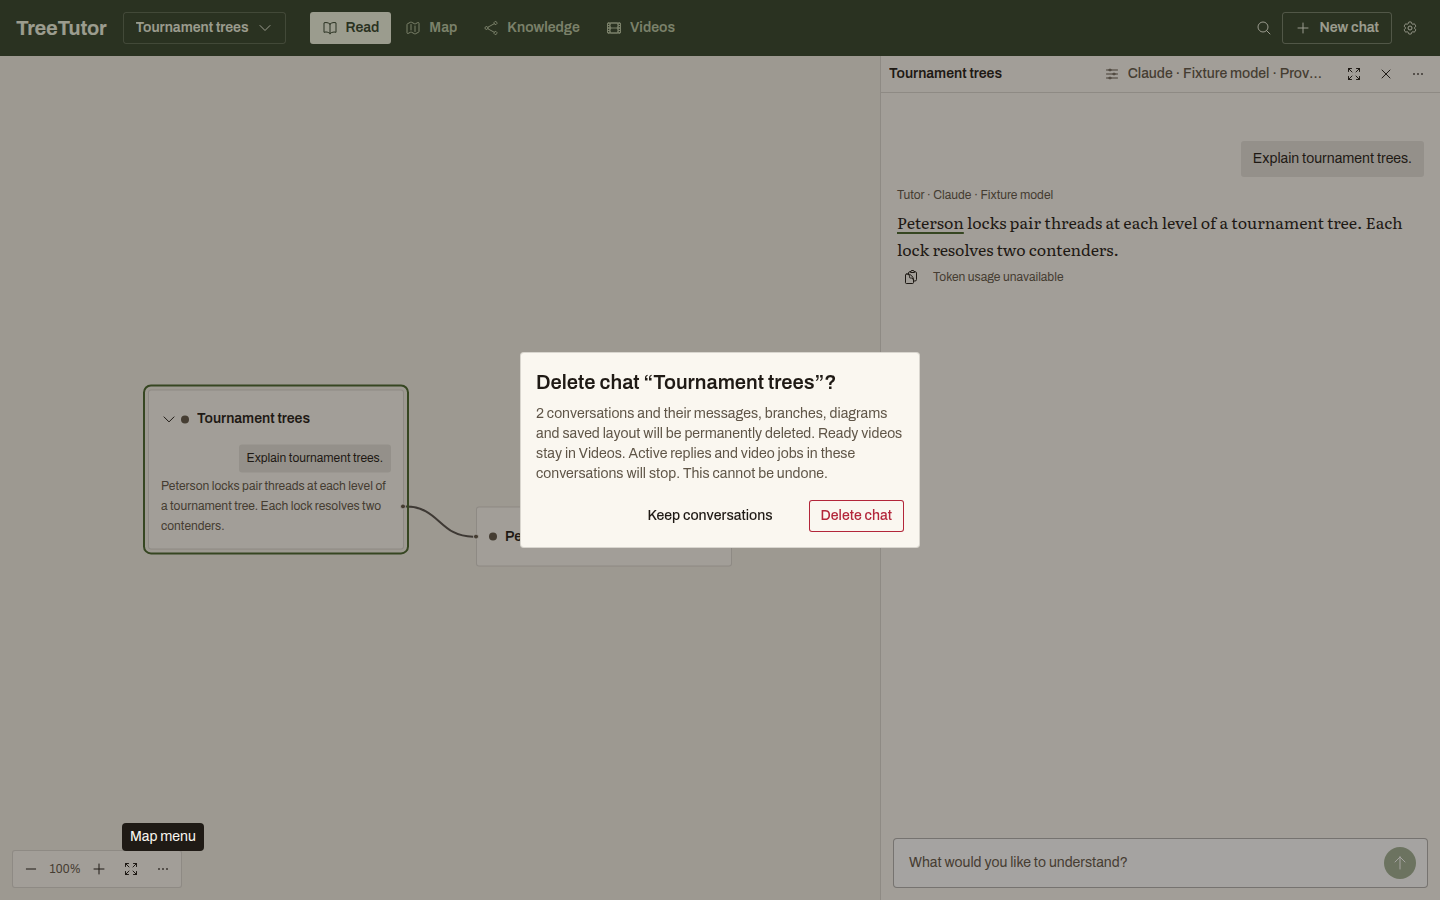 TreeTutor
Tournament trees
Read
Map
Knowledge
Videos
New chat
Tournament trees
Claude · Fixture model · Prov...
Explain tournament trees.
Tutor · Claude · Fixture model
Peterson locks pair threads at each level of a tournament tree. Each
lock resolves two contenders.
Token usage unavailable
Delete chat “Tournament trees”?
2 conversations and their messages, branches, diagrams
and saved layout will be permanently deleted. Ready videos
stay in Videos. Active replies and video jobs in these
conversations will stop. This cannot be undone.
Keep conversations
Delete chat
Tournament trees
Explain tournament trees.
Peterson locks pair threads at each level of
a tournament tree. Each lock resolves two
contenders.
Pe
Map menu
100%
What would you like to understand?